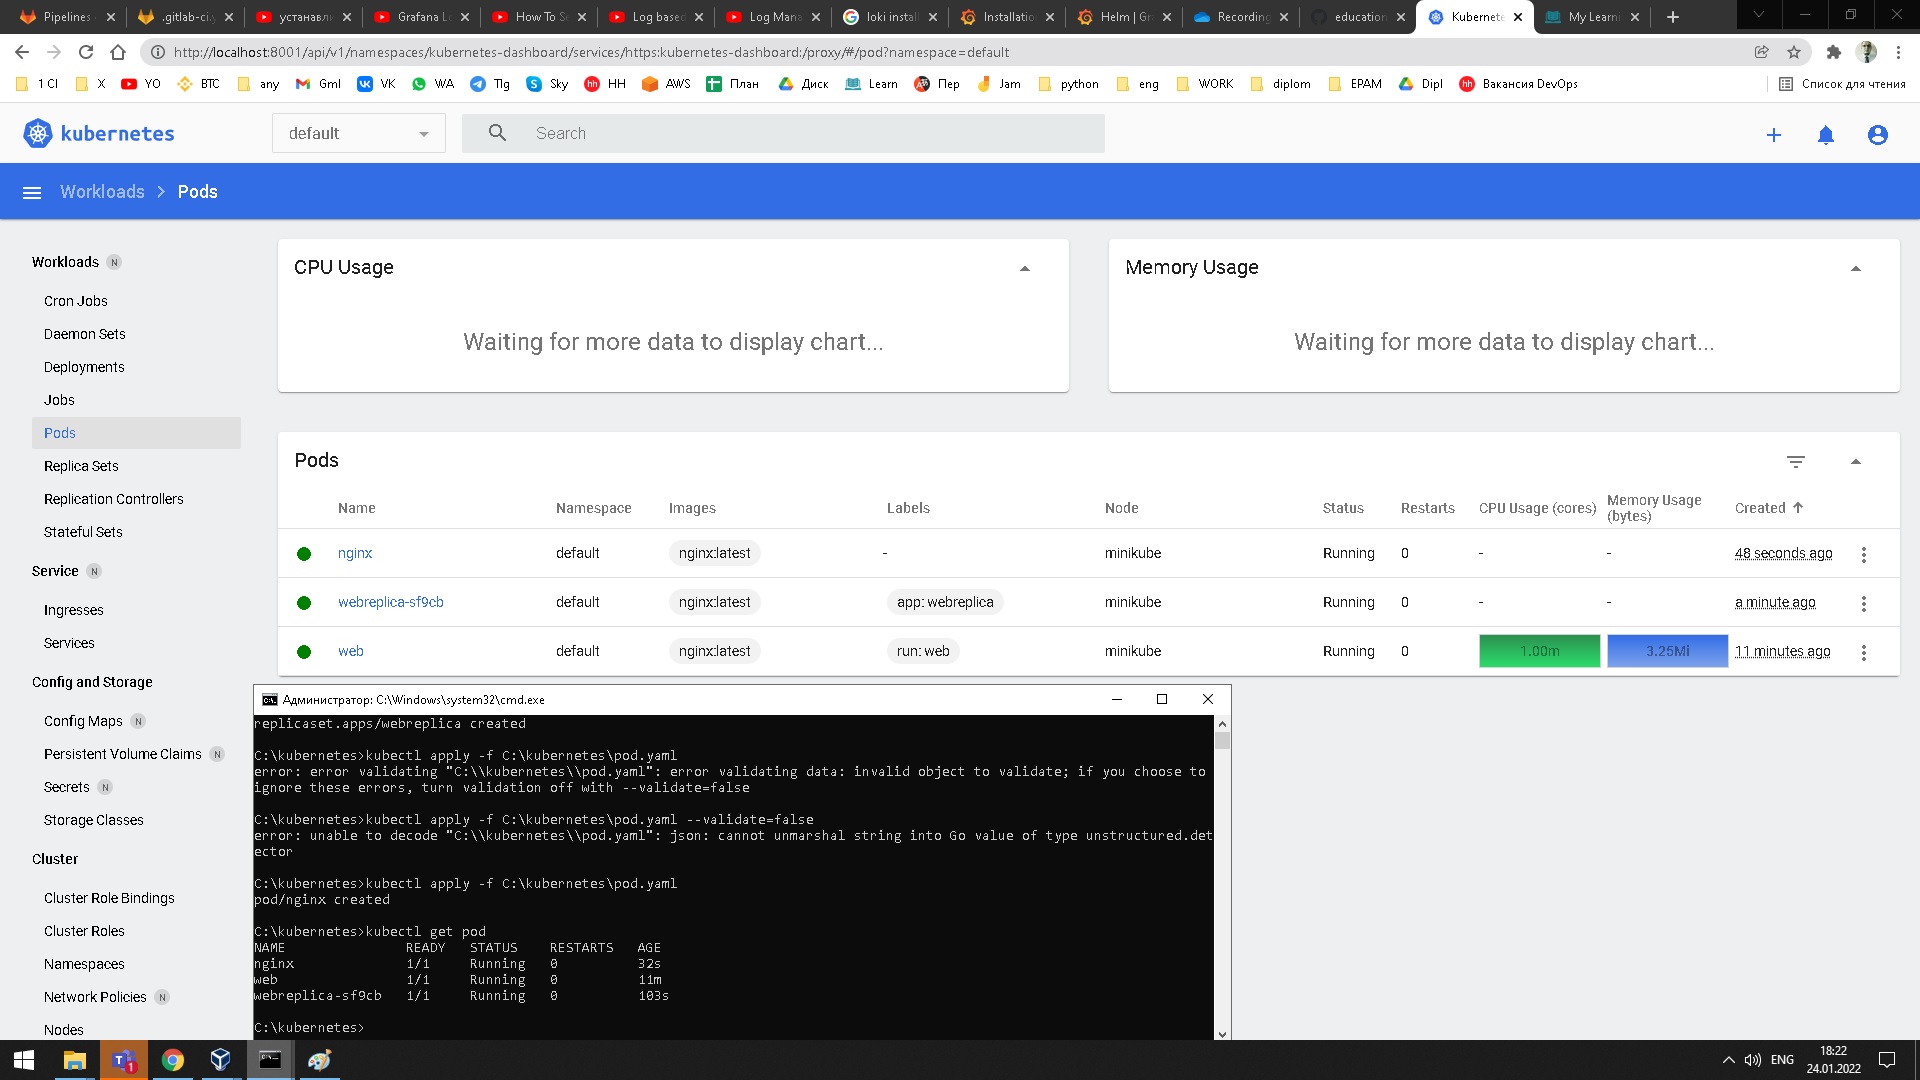 Pipelines
.gitlab-ci.y
устанавли
Grafana Lo
How To Se
Log based
Log Mana
loki install
Installatio
Helm | Gr
Recording
education
Kubernete
My Learni
http://localhost:8001/api/v1/namespaces/kubernetes-dashboard/services/https:kubernetes-dashboard:/proxy/#/pod?namespace=default
1 CI
X
YO
BTC
any
Gml
VK
WA
Tlg
Sky
HH
AWS
План
Диск
Learn
Пер
Jam
python
eng
WORK
diplom
EPAM
Dipl
Вакансия DevOps
Список для чтения
kubernetes
default
Search
Workloads > Pods
Workloads N
Cron Jobs
Daemon Sets
Deployments
Jobs
Pods
Replica Sets
Replication Controllers
Stateful Sets
Service N
Ingresses
Services
Config and Storage
Config Maps N
Persistent Volume Claims N
Secrets N
Storage Classes
Cluster
Cluster Role Bindings
Cluster Roles
Namespaces
Network Policies N
Nodes
CPU Usage
Waiting for more data to display chart...
Memory Usage
Waiting for more data to display chart...
Pods
Name Namespace Images Labels Node Status Restarts CPU Usage (cores) Memory Usage (bytes) Created
nginx default nginx:latest - minikube Running 0 - - 48 seconds ago
webreplica-sf9cb default nginx:latest app: webreplica minikube Running 0 - - a minute ago
web default nginx:latest run: web minikube Running 0 1.00m 3.25Mi 11 minutes ago
Администратор: C:\Windows\system32\cmd.exe
replicaset.apps/webreplica created
C:\kubernetes>kubectl apply -f C:\kubernetes\pod.yaml
error: error validating "C:\\kubernetes\\pod.yaml": error validating data: invalid object to validate; if you choose to
ignore these errors, turn validation off with --validate=false
C:\kubernetes>kubectl apply -f C:\kubernetes\pod.yaml --validate=false
error: unable to decode "C:\\kubernetes\\pod.yaml": json: cannot unmarshal string into Go value of type unstructured.det
ector
C:\kubernetes>kubectl apply -f C:\kubernetes\pod.yaml
pod/nginx created
C:\kubernetes>kubectl get pod
NAME READY STATUS RESTARTS AGE
nginx 1/1 Running 0 32s
web 1/1 Running 0 11m
webreplica-sf9cb 1/1 Running 0 103s
C:\kubernetes>
ENG
18:22
24.01.2022